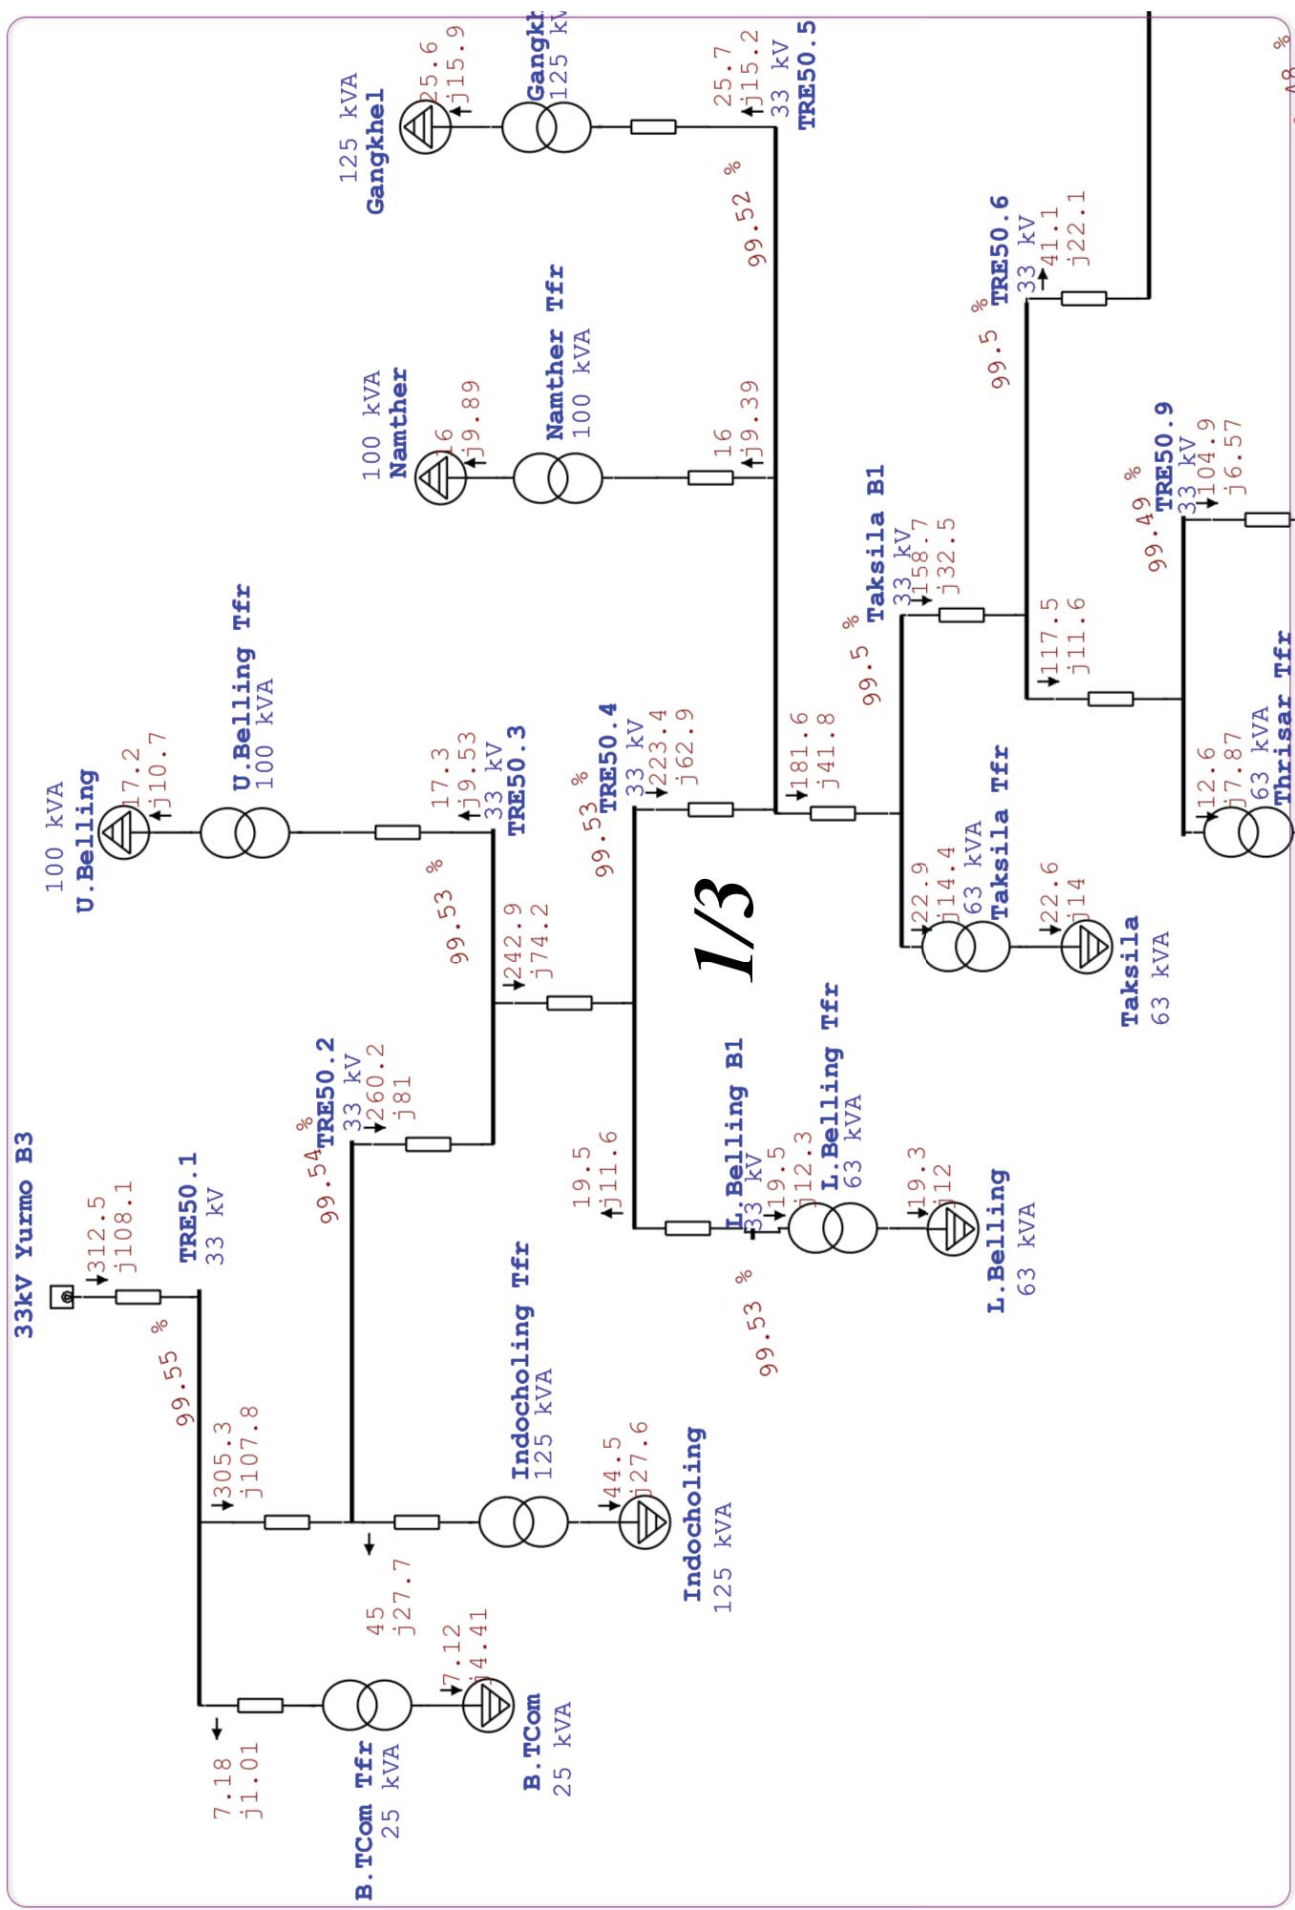 33kV Yurmo B3
312.5
j108.1
TRE50.1
33 kV
99.55 %
305.3
j107.8
7.18
j1.01
B.TCom Tfr
25 kVA
7.12
j4.41
B.TCom
25 kVA
TRE50.2
33 kV
99.54 %
260.2
j81
45
j27.7
Indocholing Tfr
125 kVA
44.5
j27.6
Indocholing
125 kVA
100 kVA
U.Belling
17.2
j10.7
U.Belling Tfr
100 kVA
17.3
j9.53
33 kV
TRE50.3
99.53 %
242.9
j74.2
TRE50.4
33 kV
99.53 %
223.4
j62.9
19.5
j11.6
L.Belling B1
33 kV
99.53 %
19.5
j12.3
L.Belling Tfr
63 kVA
19.3
j12
L.Belling
63 kVA
1/3
100 kVA
Namther
16
j9.89
Namther Tfr
100 kVA
16
j9.39
125 kVA
Gangkhel
25.6
j15.9
125
25.7
j15.2
33 kV
TRE50.5
99.52 %
181.6
j41.8
Taksila B1
33 kV
99.5 %
158.7
j32.5
22.9
j14.4
63 kVA
Taksila Tfr
22.6
j14
Taksila
63 kVA
TRE50.6
33 kV
99.5 %
41.1
j22.1
117.5
j11.6
TRE50.9
33 kV
99.49 %
104.9
j6.57
12.6
j7.87
63 kVA
Thrisar Tfr
%